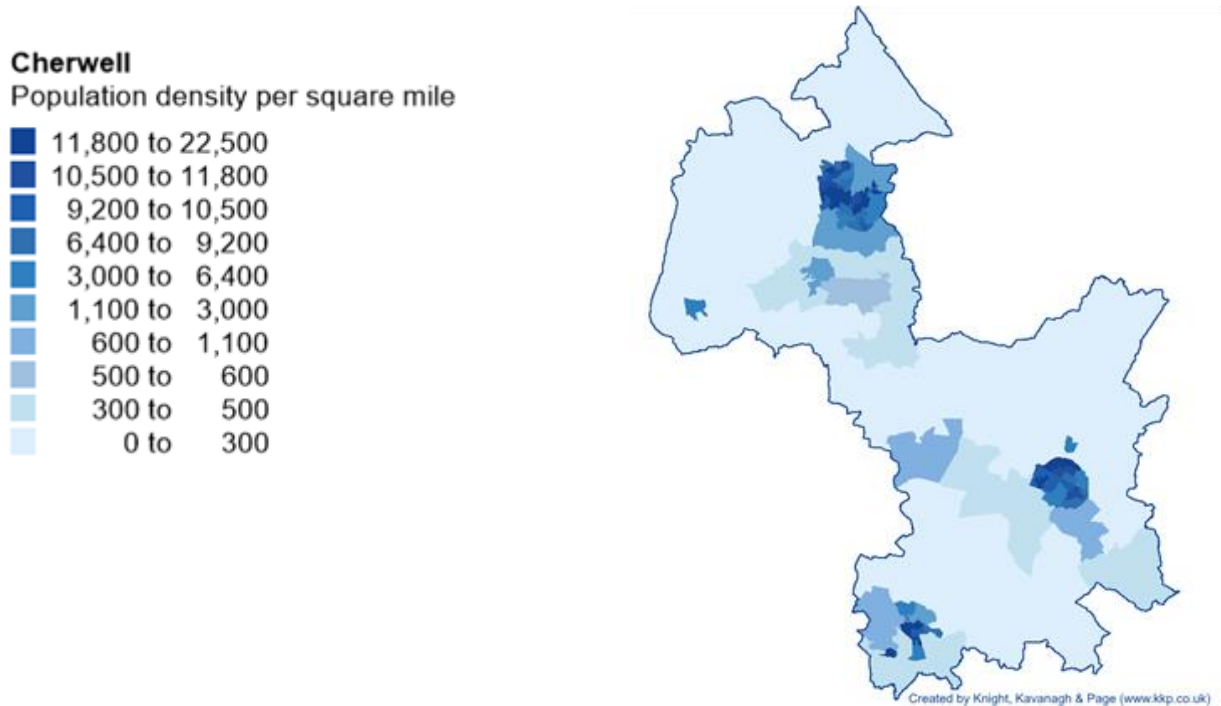 Cherwell
Population density per square mile
11,800 to 22,500
10,500 to 11,800
9,200 to 10,500
6,400 to 9,200
3,000 to 6,400
1,100 to 3,000
600 to 1,100
500 to 600
300 to 500
0 to 300
Created by Knight, Kavanagh & Page (www.kkp.co.uk)